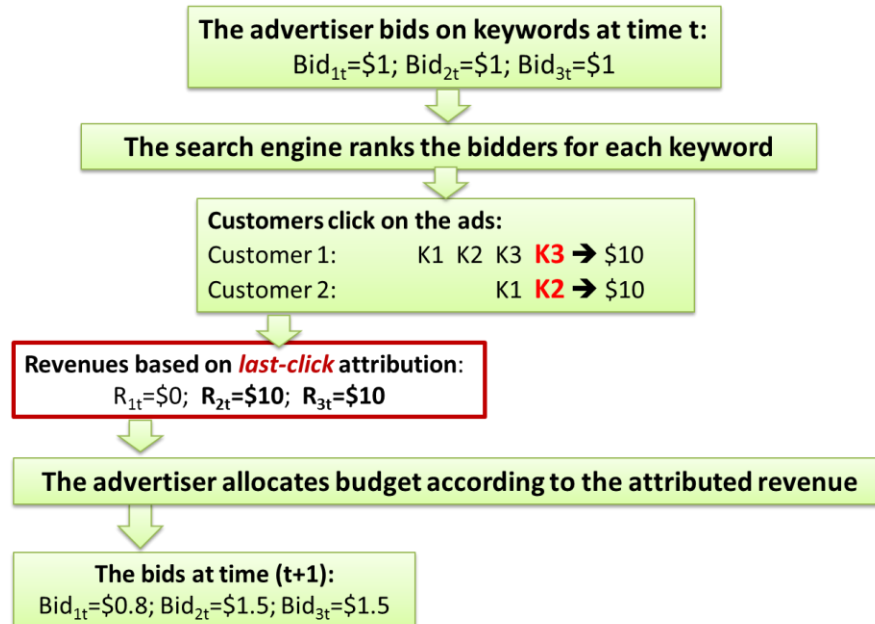 The advertiser bids on keywords at time t:
Bid1t=$1; Bid2t=$1; Bid3t=$1
The search engine ranks the bidders for each keyword
Customers click on the ads:
Customer 1: K1 K2 K3 K3 ➔ $10
Customer 2: K1 K2 ➔ $10
Revenues based on last-click attribution:
R1t=$0; R2t=$10; R3t=$10
The advertiser allocates budget according to the attributed revenue
The bids at time (t+1):
Bid1t=$0.8; Bid2t=$1.5; Bid3t=$1.5